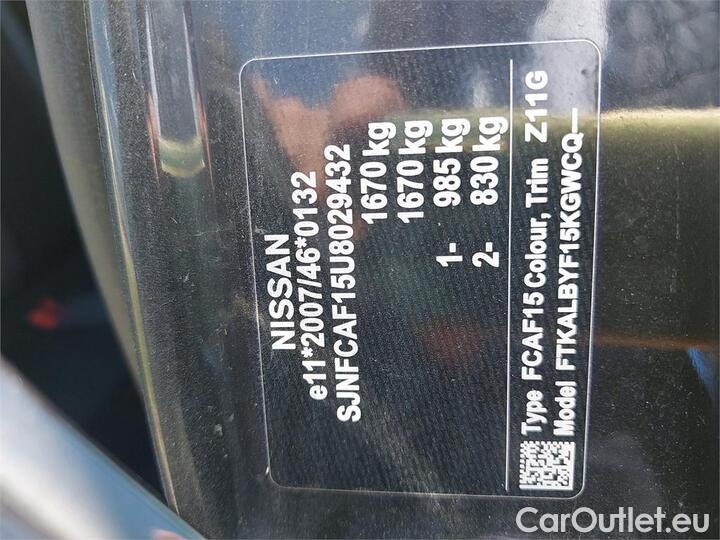 NISSAN
e11*2007/46*0132
SJNFCAF15U8029432
1670 kg
1670 kg
1- 985 kg
2- 830 kg
Type FCAF15 Colour, Trim Z11G
Model FTKALBYF15KGWCQ—
CarOutlet.eu